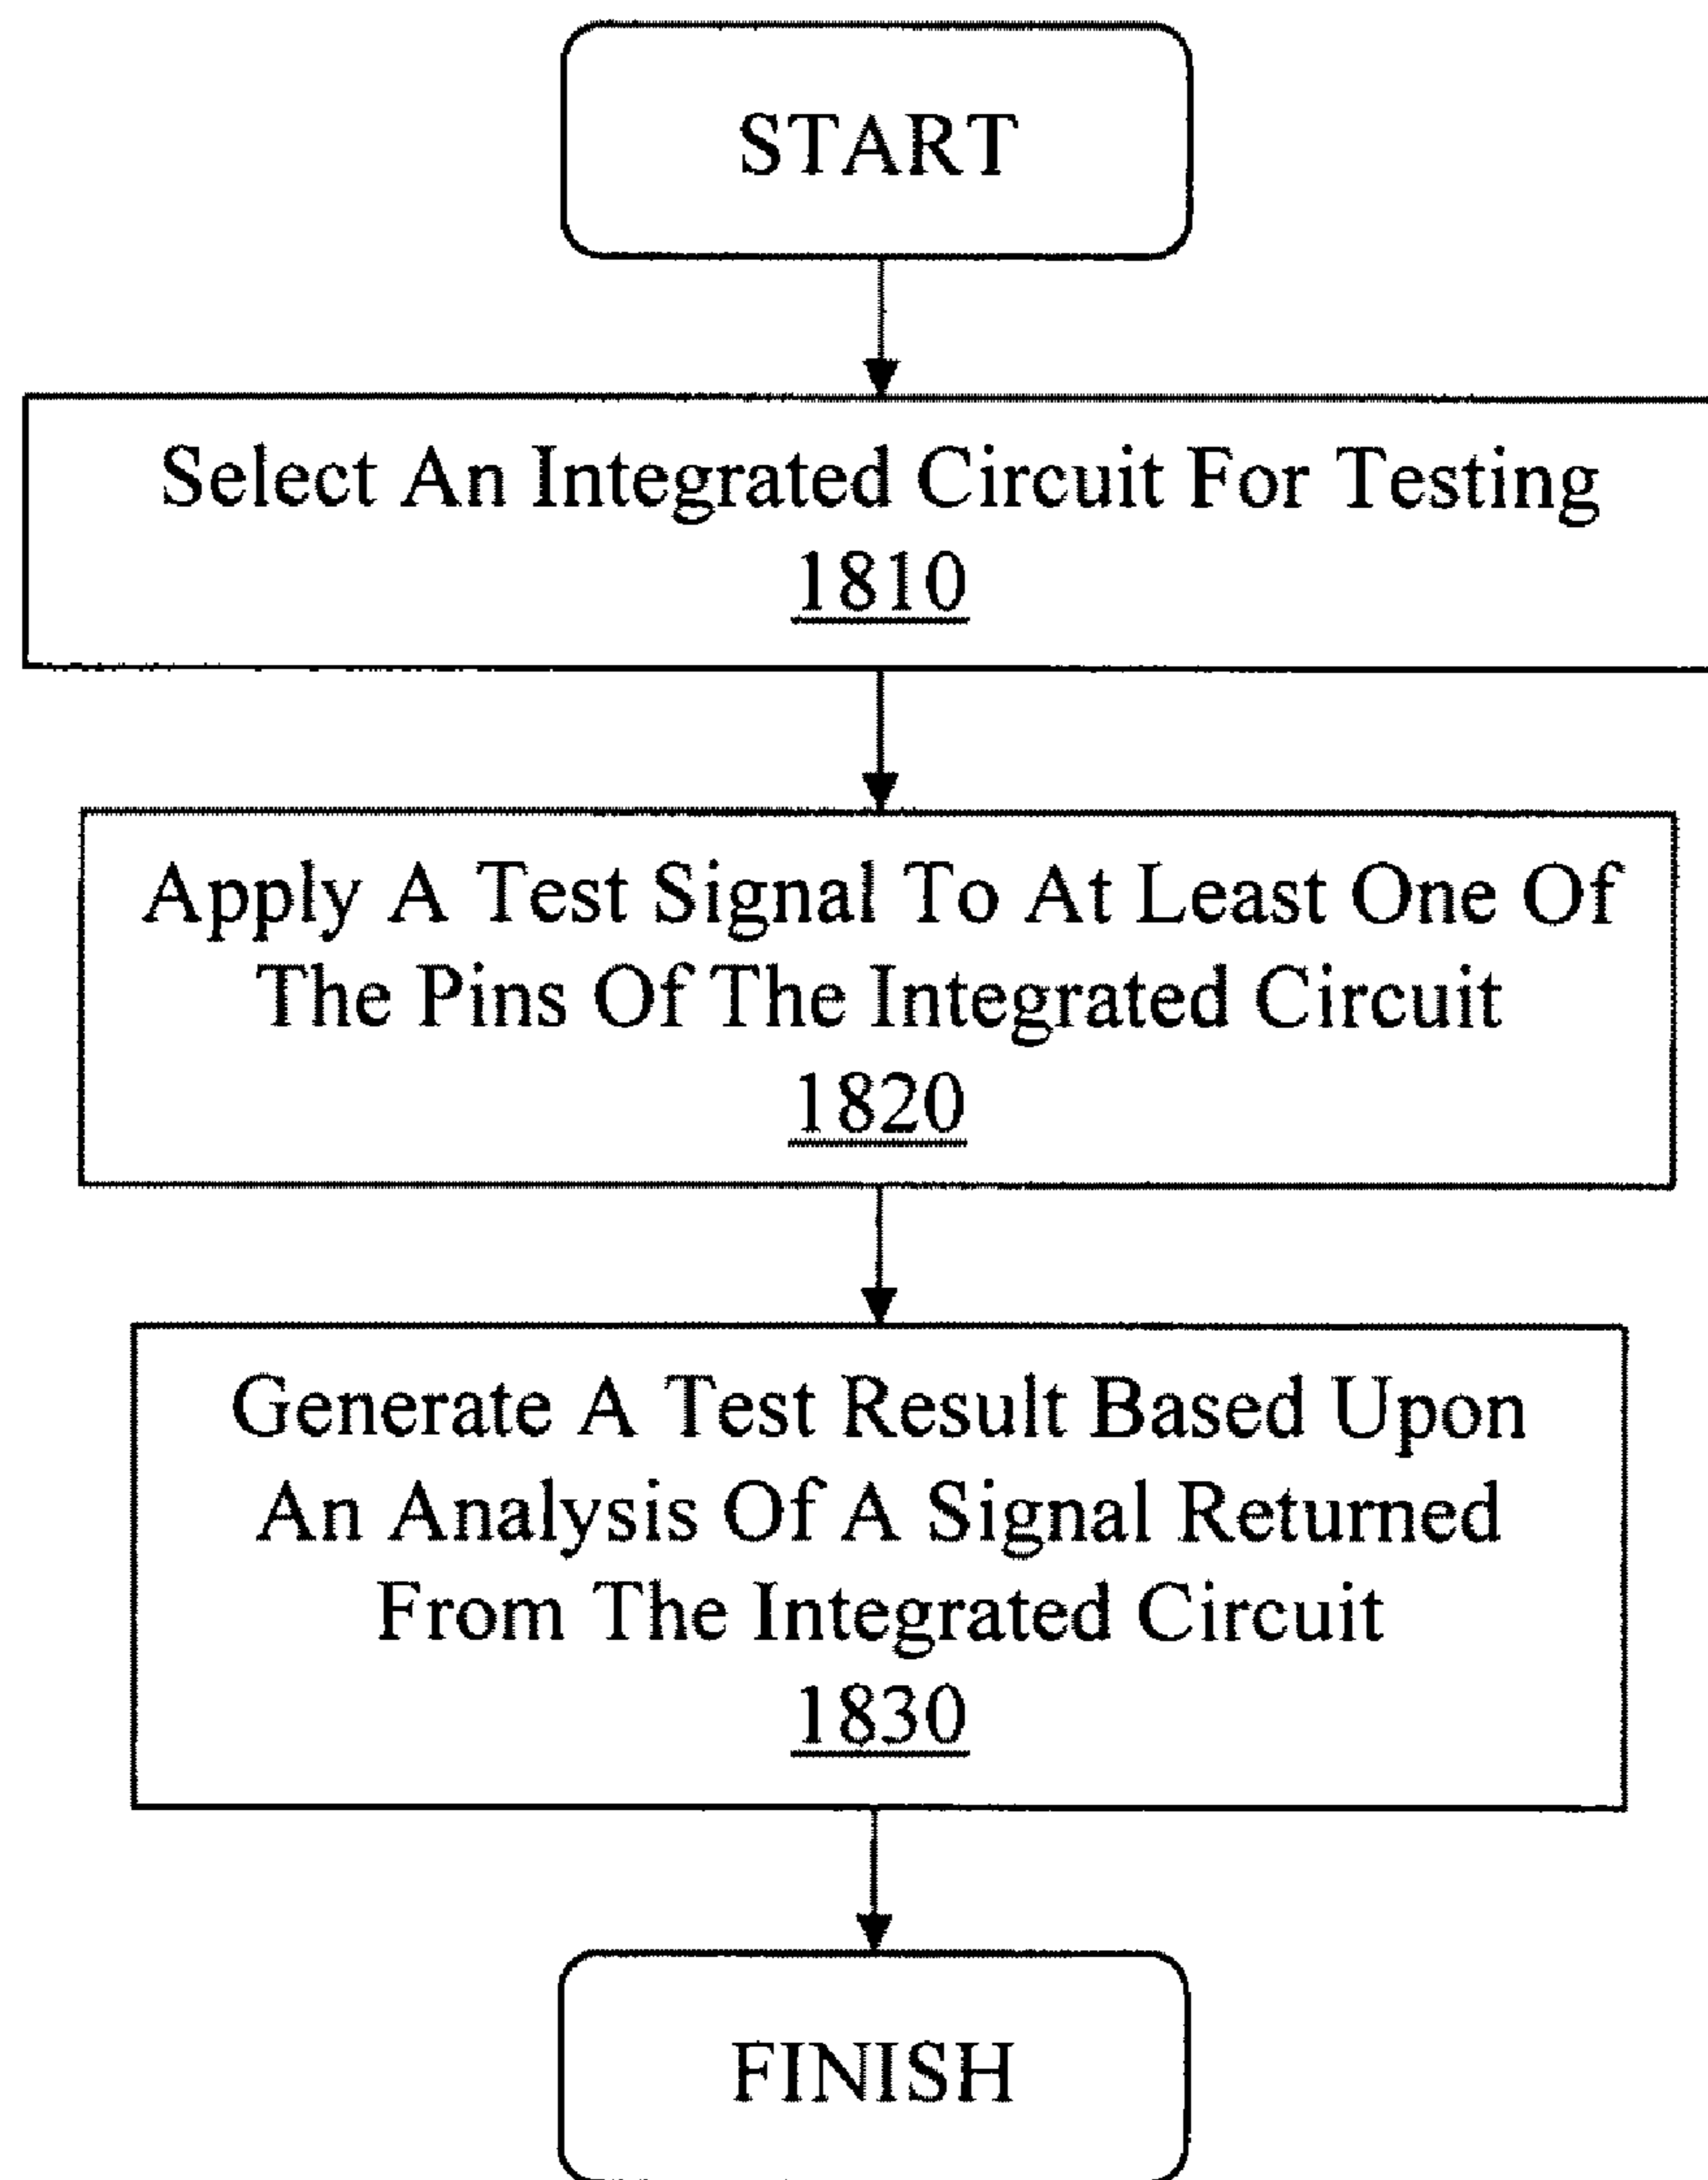 START
Select An Integrated Circuit For Testing
1810
Apply A Test Signal To At Least One Of
The Pins Of The Integrated Circuit
1820
Generate A Test Result Based Upon
An Analysis Of A Signal Returned
From The Integrated Circuit
1830
FINISH